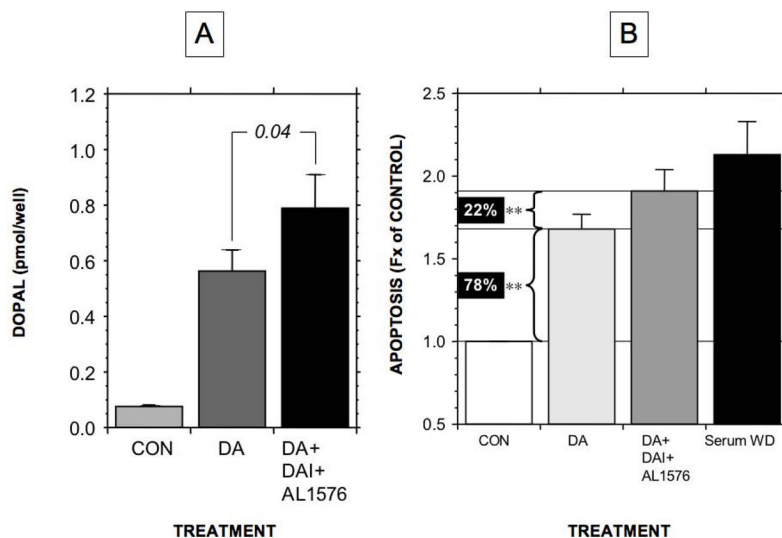 A
1.2
1.0
0.8
0.6
0.4
0.2
0.0
DOPAL (pmol/well)
0.04
CON
DA
DA+
DAI+
AL1576
TREATMENT
B
2.5
2.0
1.5
1.0
0.5
APOPTOSIS (Fx of CONTROL)
22% **
78% **
CON
DA
DA+
DAI+
AL1576
Serum WD
TREATMENT